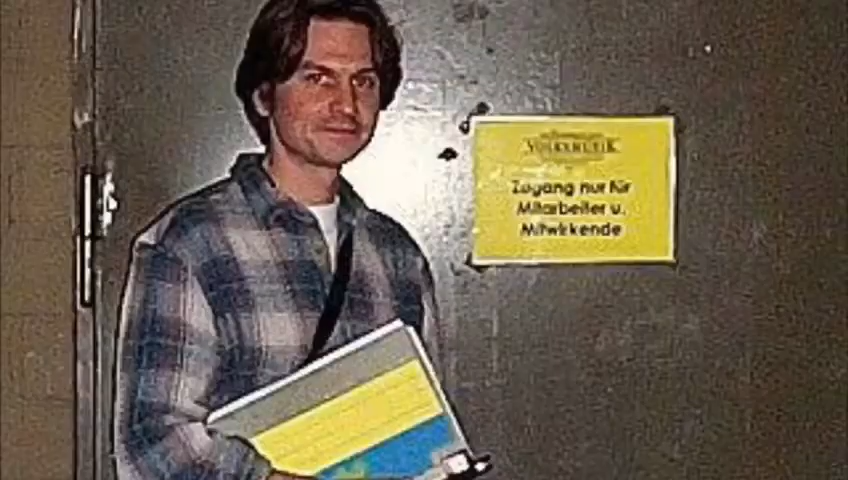 VOLKSMUSIK
Zugang nur für
Mitarbeiter u.
Mitwirkende